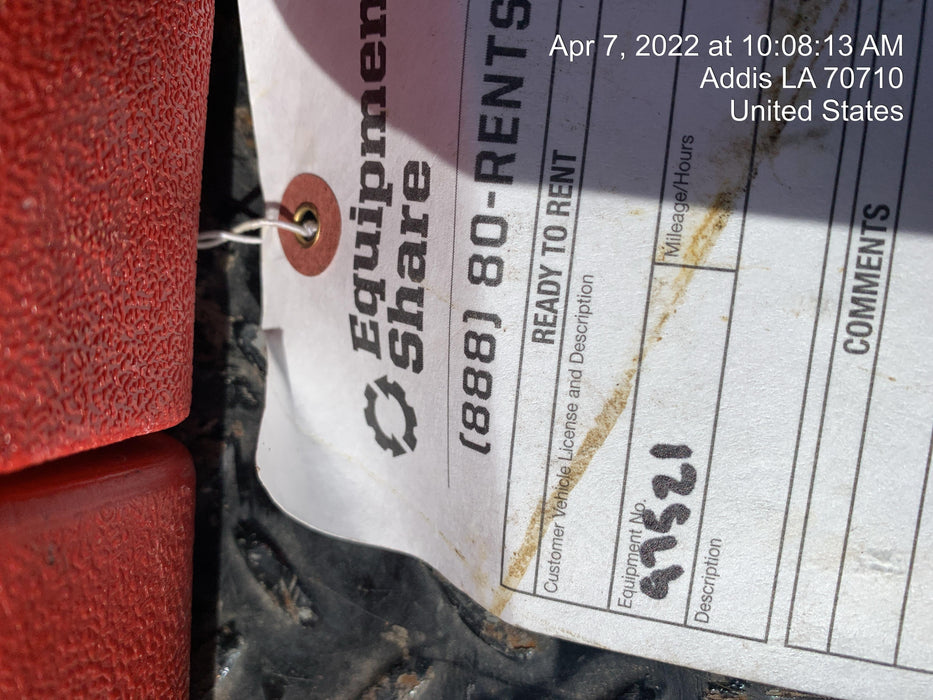 Apr 7, 2022 at 10:08:13 AM
Addis LA 70710
United States
Equipment
Share
(888) 80-RENTS
READY TO RENT
Customer Vehicle License and Description
Equipment No.
Mileage/Hours
Description
COMMENTS